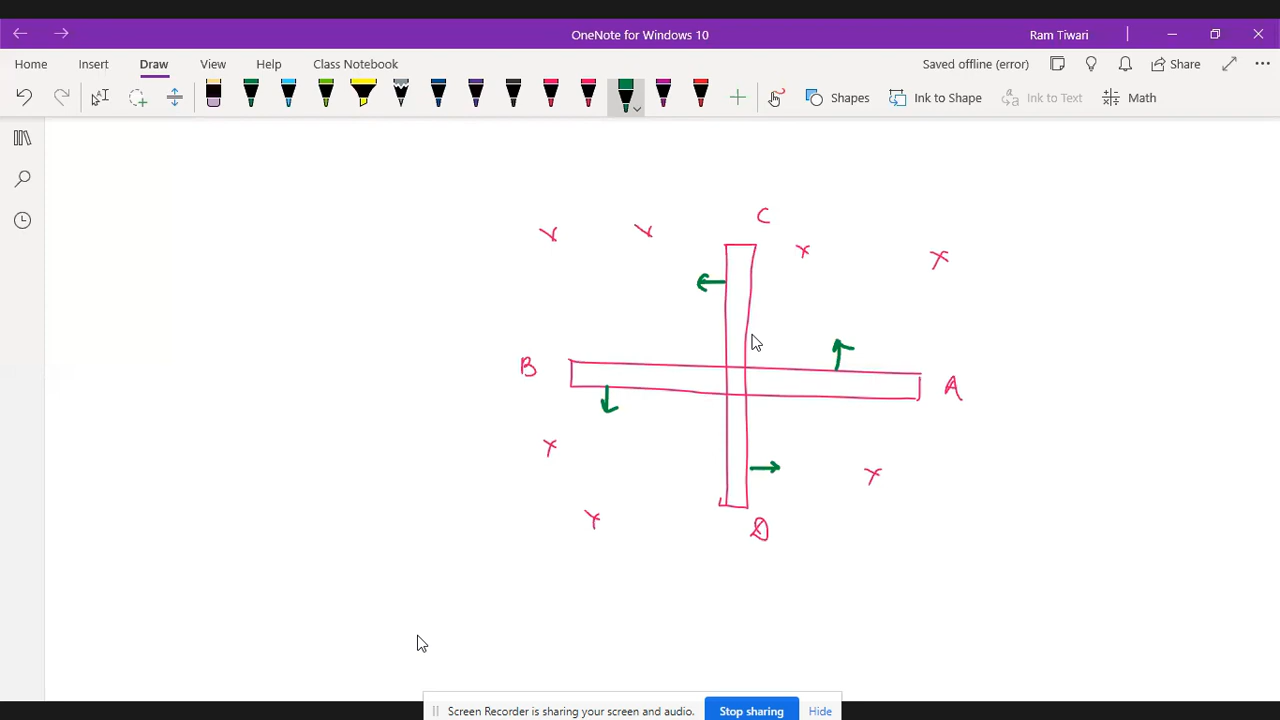 OneNote for Windows 10
Ram Tiwari
Home Insert Draw View Help Class Notebook
Saved offline (error) Share
Shapes Ink to Shape Ink to Text Math
C
x x x x
B
A
x
x
x
D
Screen Recorder is sharing your screen and audio. Stop sharing Hide